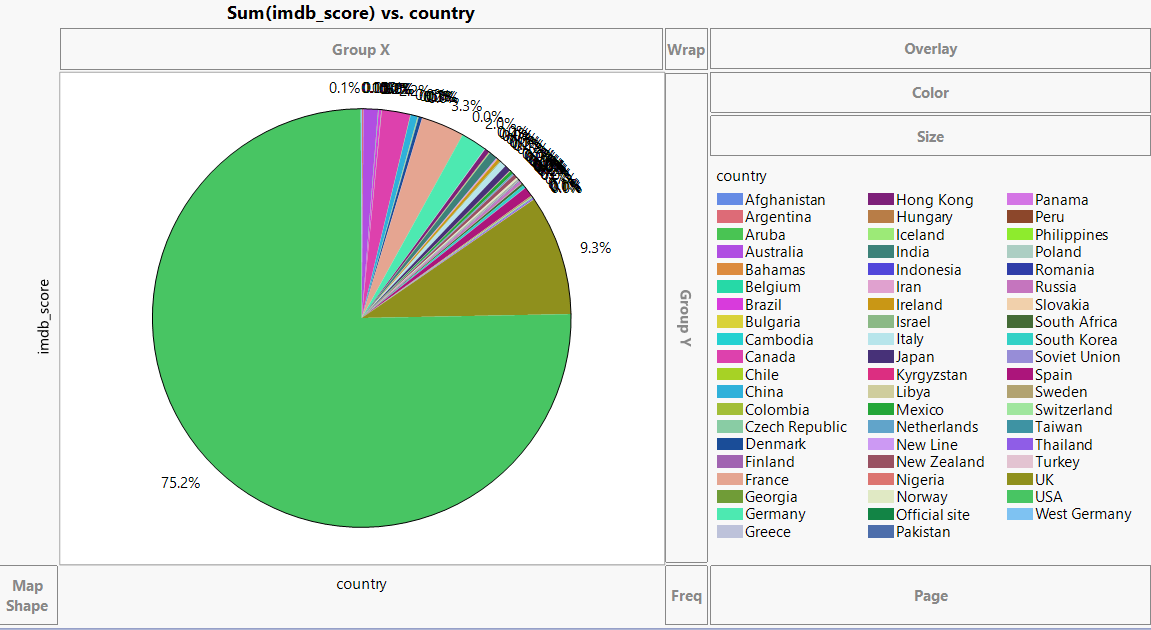 Sum(imdb_score) vs. country
Group X
Wrap
Overlay
Color
Size
Group Y
imdb_score
0.1%
3.3%
0.0%
2.0%
9.3%
75.2%
country
Map
Shape
Freq
Page
country
Afghanistan
Argentina
Aruba
Australia
Bahamas
Belgium
Brazil
Bulgaria
Cambodia
Canada
Chile
China
Colombia
Czech Republic
Denmark
Finland
France
Georgia
Germany
Greece
Hong Kong
Hungary
Iceland
India
Indonesia
Iran
Ireland
Israel
Italy
Japan
Kyrgyzstan
Libya
Mexico
Netherlands
New Line
New Zealand
Nigeria
Norway
Official site
Pakistan
Panama
Peru
Philippines
Poland
Romania
Russia
Slovakia
South Africa
South Korea
Soviet Union
Spain
Sweden
Switzerland
Taiwan
Thailand
Turkey
UK
USA
West Germany